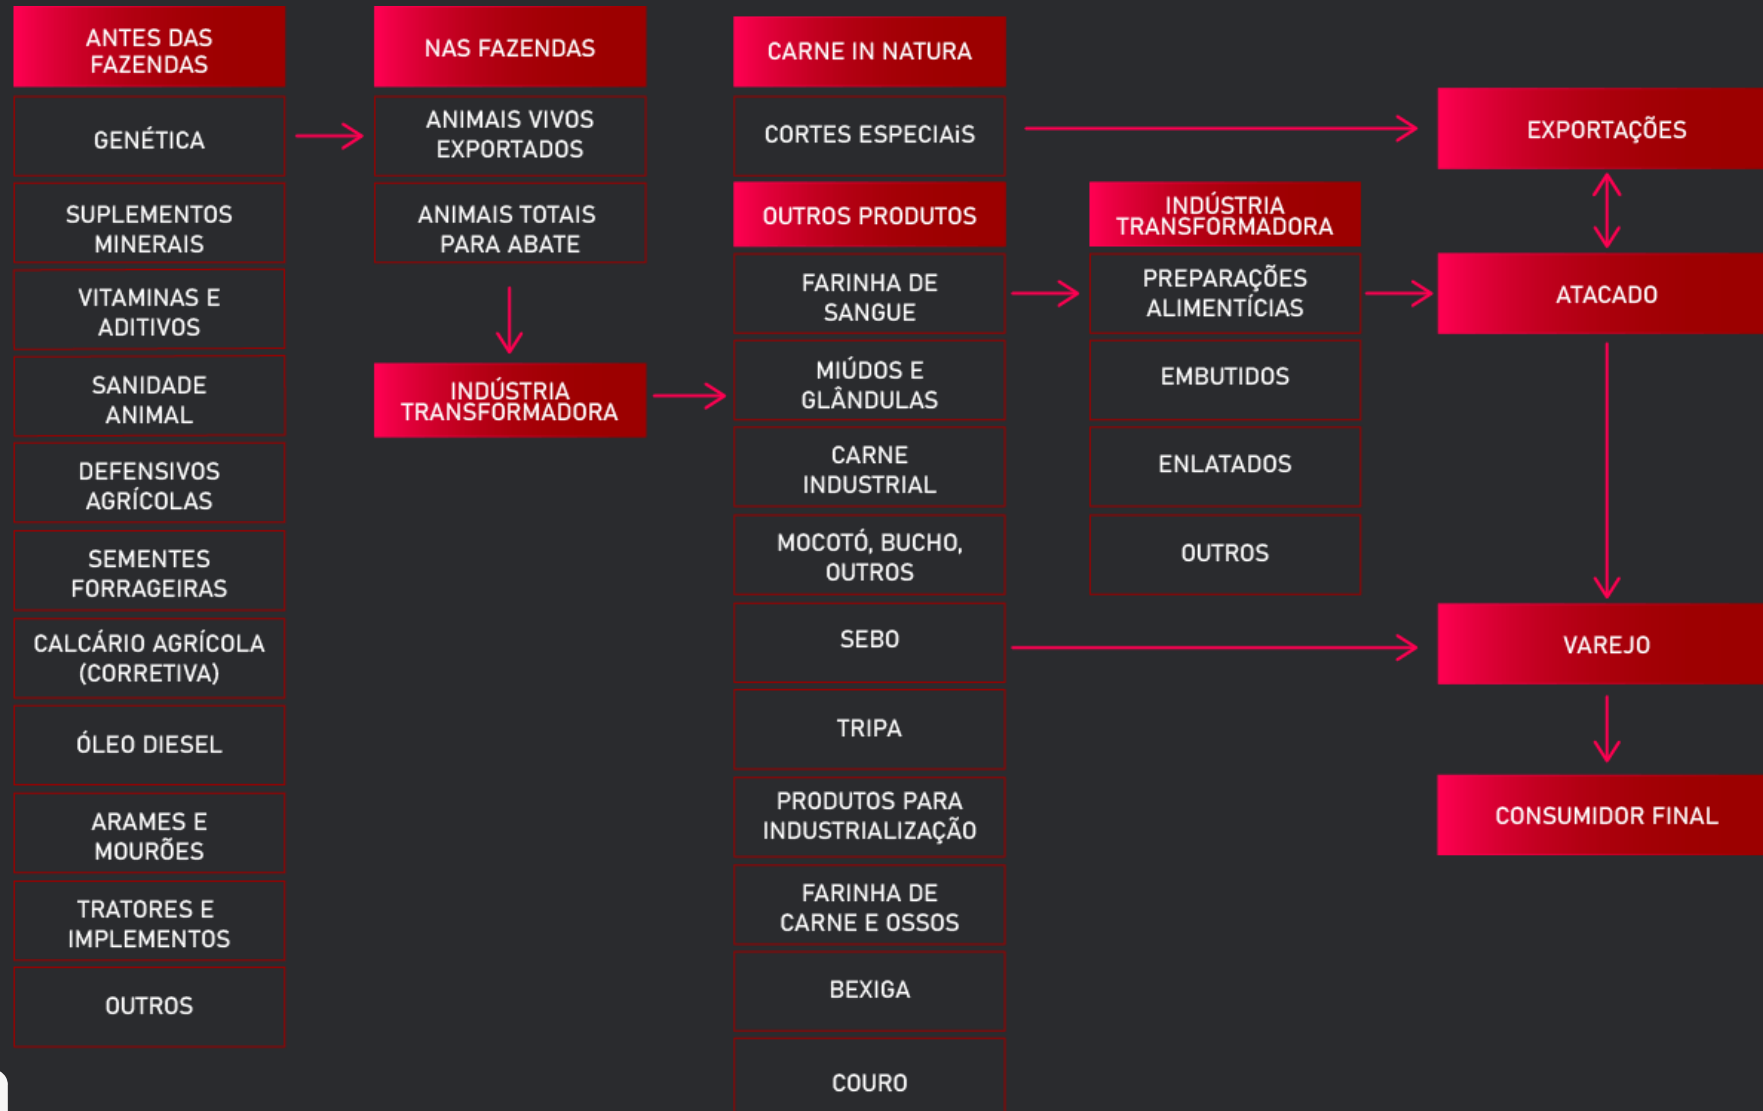 ANTES DAS
FAZENDAS
GENÉTICA
SUPLEMENTOS
MINERAIS
VITAMINAS E
ADITIVOS
SANIDADE
ANIMAL
DEFENSIVOS
AGRÍCOLAS
SEMENTES
FORRAGEIRAS
CALCÁRIO AGRÍCOLA
(CORRETIVA)
ÓLEO DIESEL
ARAMES E
MOURÕES
TRATORES E
IMPLEMENTOS
OUTROS
NAS FAZENDAS
ANIMAIS VIVOS
EXPORTADOS
ANIMAIS TOTAIS
PARA ABATE
INDÚSTRIA
TRANSFORMADORA
CARNE IN NATURA
CORTES ESPECIAiS
OUTROS PRODUTOS
FARINHA DE
SANGUE
MIÚDOS E
GLÂNDULAS
CARNE
INDUSTRIAL
MOCOTÓ, BUCHO,
OUTROS
SEBO
TRIPA
PRODUTOS PARA
INDUSTRIALIZAÇÃO
FARINHA DE
CARNE E OSSOS
BEXIGA
COURO
INDÚSTRIA
TRANSFORMADORA
PREPARAÇÕES
ALIMENTÍCIAS
EMBUTIDOS
ENLATADOS
OUTROS
EXPORTAÇÕES
ATACADO
VAREJO
CONSUMIDOR FINAL